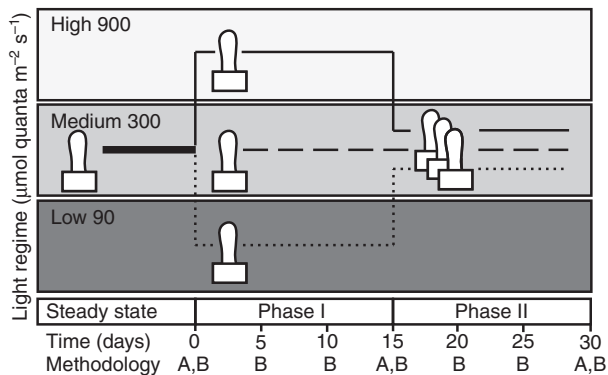 Light regime (μmol quanta m⁻² s⁻¹)
High 900
Medium 300
Low 90
Steady state Phase I Phase II
Time (days) 0 5 10 15 20 25 30
Methodology A,B B B A,B B B A,B